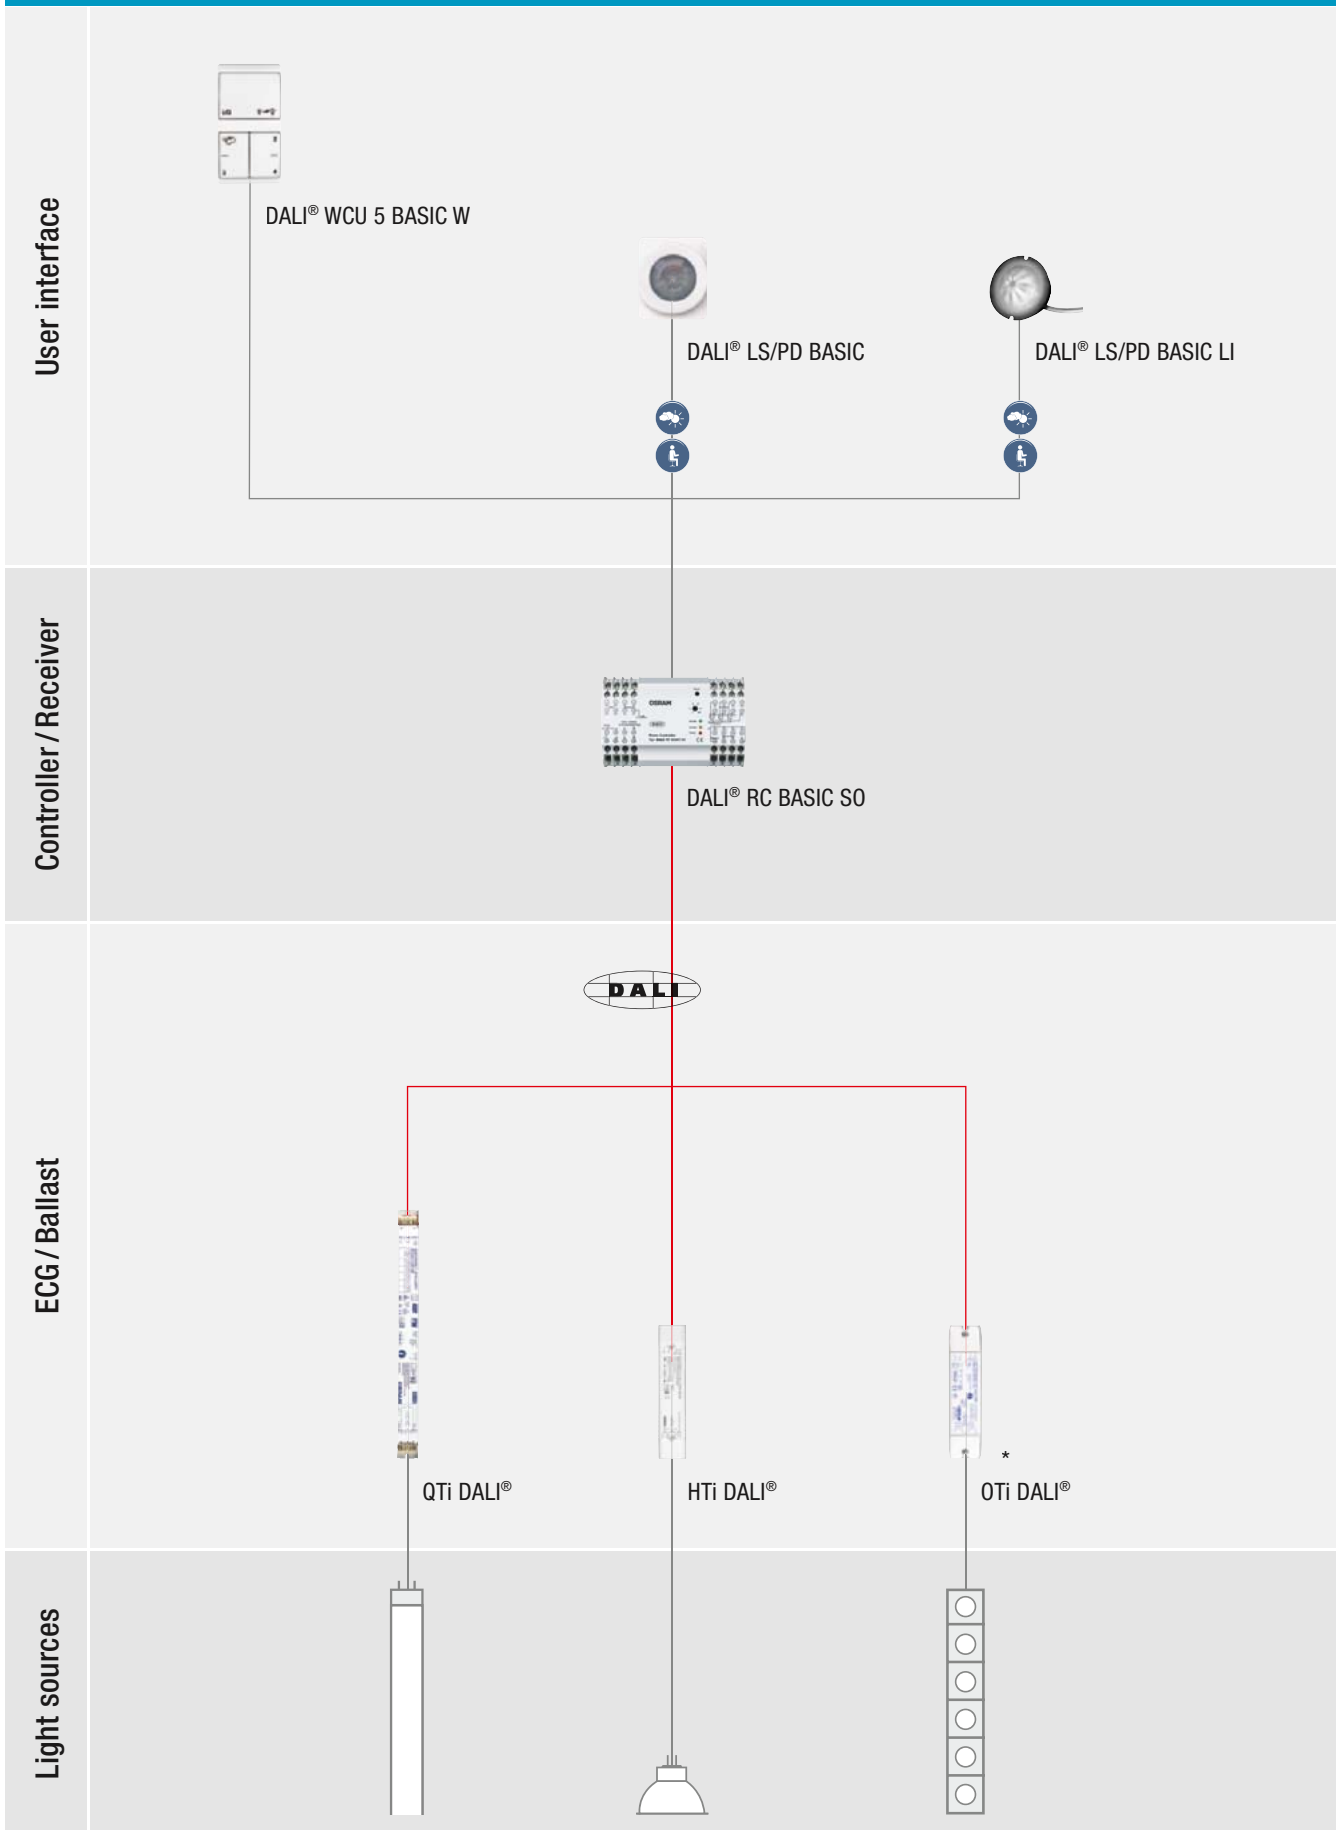 User interface
DALI® WCU 5 BASIC W
DALI® LS/PD BASIC
DALI® LS/PD BASIC LI
Controller / Receiver
OSRAM
DALI® RC BASIC SO
ECG / Ballast
DALI
*
QTi DALI®
HTi DALI®
OTi DALI®
Light sources